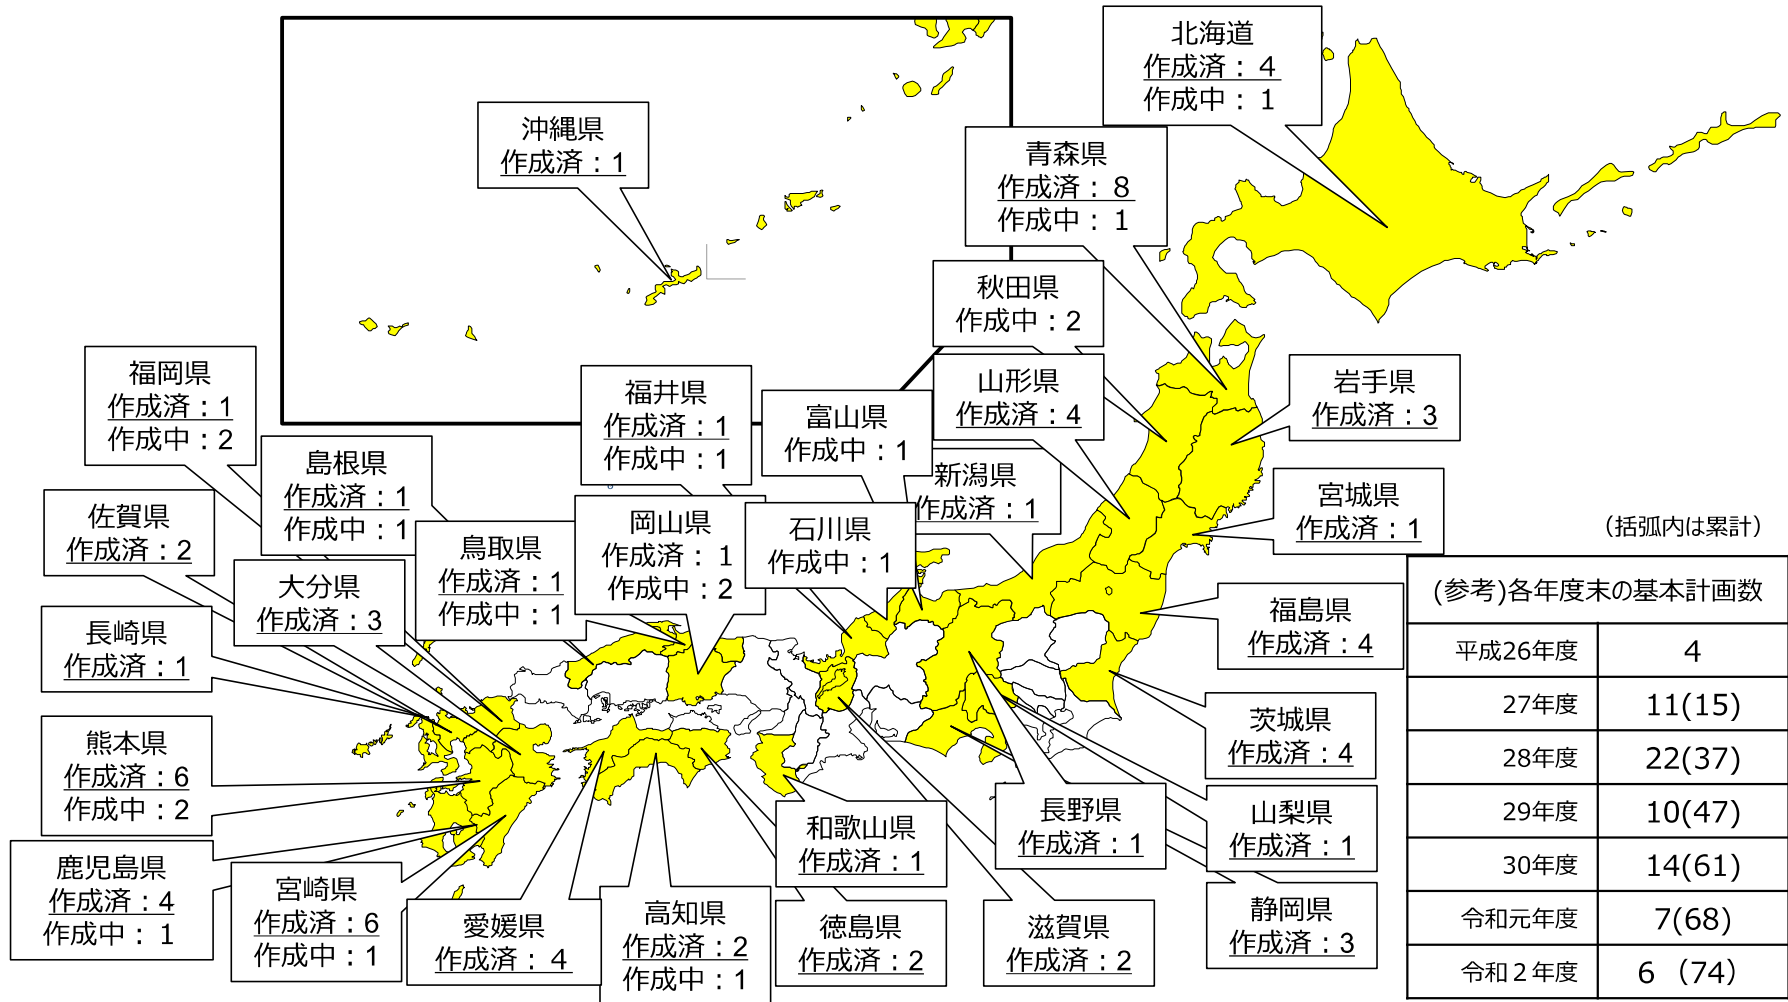 北海道
作成済：4
作成中：1
沖縄県
作成済：1
青森県
作成済：8
作成中：1
秋田県
作成中：2
山形県
作成済：4
岩手県
作成済：3
福岡県
作成済：1
作成中：2
福井県
作成済：1
作成中：1
富山県
作成中：1
島根県
作成済：1
作成中：1
新潟県
作成済：1
宮城県
作成済：1
佐賀県
作成済：2
鳥取県
作成済：1
作成中：1
岡山県
作成済：1
作成中：2
石川県
作成中：1
大分県
作成済：3
長崎県
作成済：1
福島県
作成済：4
茨城県
作成済：4
熊本県
作成済：6
作成中：2
和歌山県
作成済：1
長野県
作成済：1
山梨県
作成済：1
鹿児島県
作成済：4
作成中：1
宮崎県
作成済：6
作成中：1
愛媛県
作成済：4
高知県
作成済：2
作成中：1
徳島県
作成済：2
滋賀県
作成済：2
静岡県
作成済：3
（括弧内は累計）
(参考)各年度末の基本計画数
平成26年度 4
27年度 11(15)
28年度 22(37)
29年度 10(47)
30年度 14(61)
令和元年度 7(68)
令和２年度 6（74）